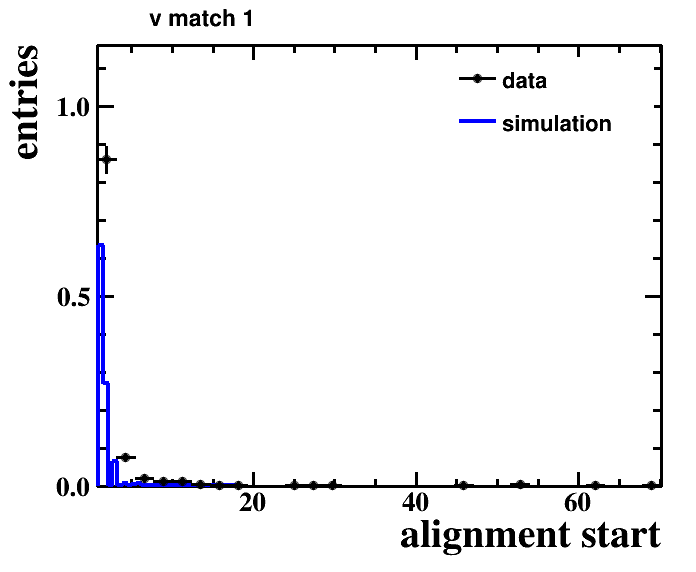 v match 1
entries
1.0
0.5
0.0
data
simulation
20
40
60
alignment start